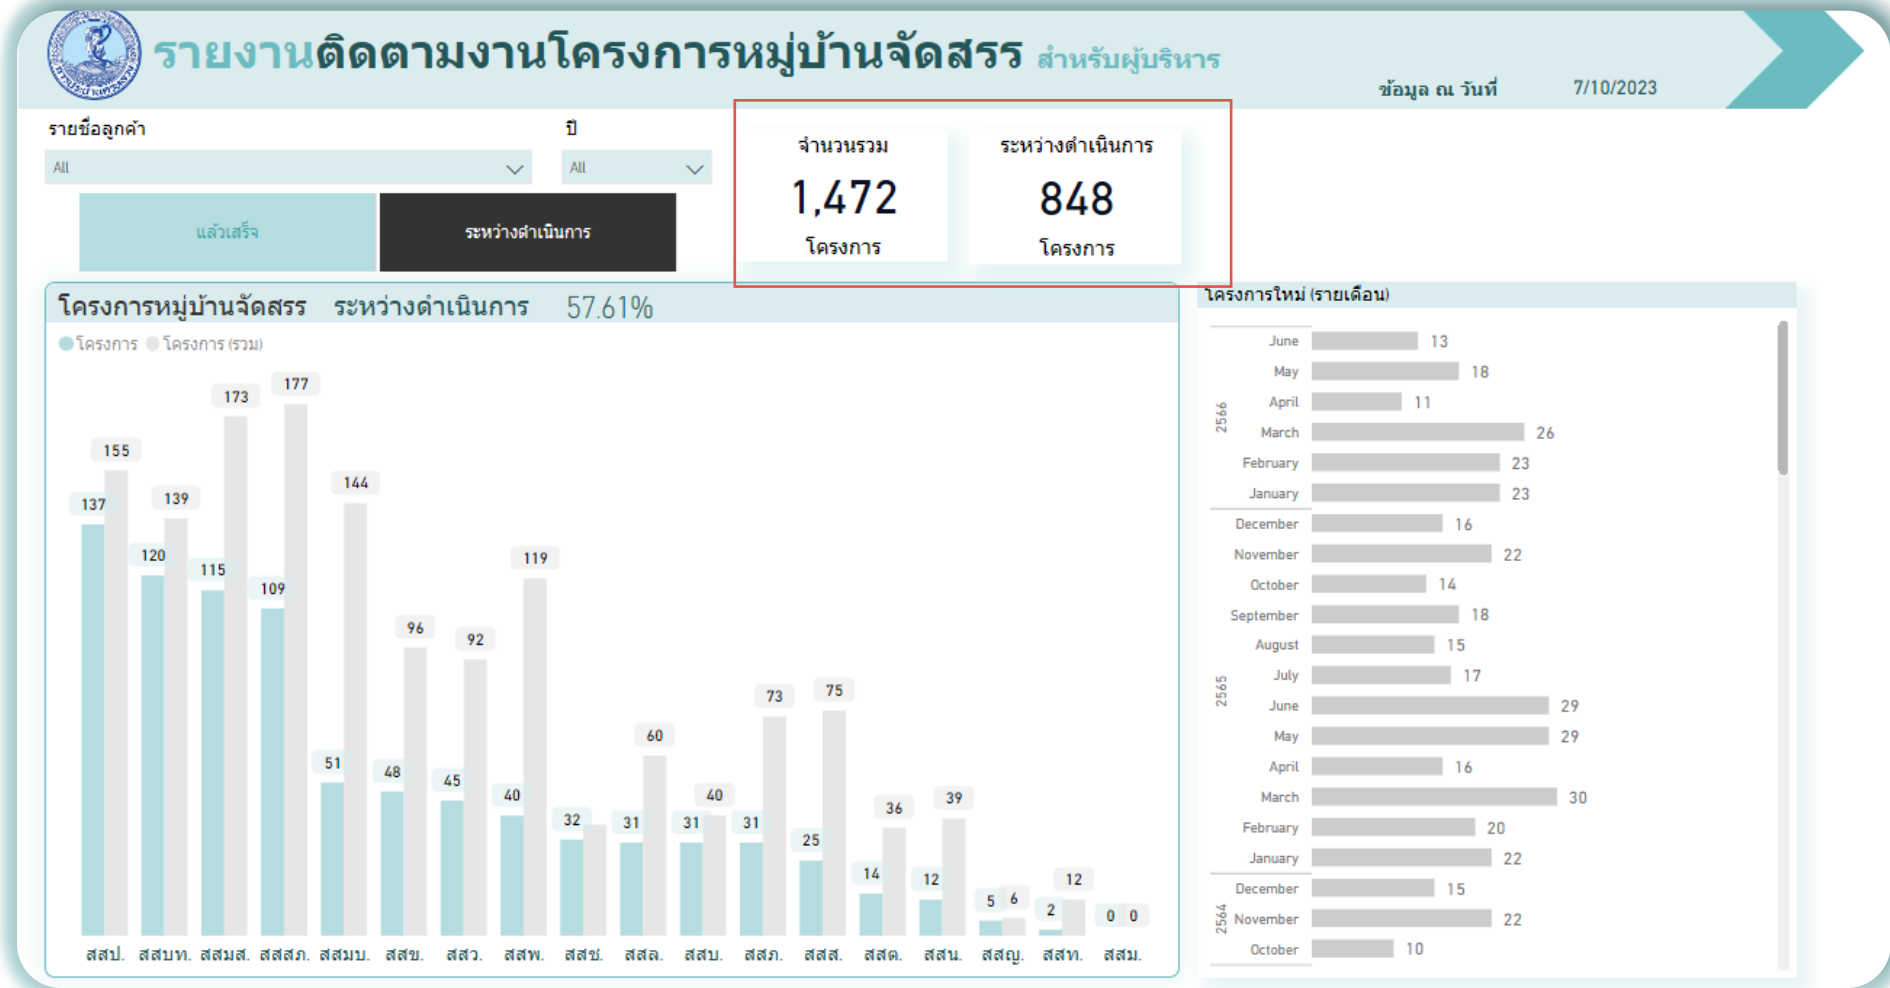 รายงานติดตามงานโครงการหมู่บ้านจัดสรร สำหรับผู้บริหาร
ข้อมูล ณ วันที่ 7/10/2023
รายชื่อลูกค้า
All
ปี
All
แล้วเสร็จ
ระหว่างดำเนินการ
จำนวนรวม
1,472
โครงการ
ระหว่างดำเนินการ
848
โครงการ
โครงการหมู่บ้านจัดสรร ระหว่างดำเนินการ 57.61%
โครงการ โครงการ (รวม)
137 155
120 139
115 173
109 177
51 144
48 96
45 92
40 119
32
31 60
31 40
31 73
25 75
14 36
12 39
5 6
2 12
0 0
สสป. สสบท. สสมส. สสสภ. สสมบ. สสข. สสว. สสพ. สสช. สสล. สสบ. สสภ. สสส. สสต. สสน. สสญ. สสท. สสม.
โครงการใหม่ (รายเดือน)
2566
June 13
May 18
April 11
March 26
February 23
January 23
2565
December 16
November 22
October 14
September 18
August 15
July 17
June 29
May 29
April 16
March 30
February 20
January 22
2564
December 15
November 22
October 10